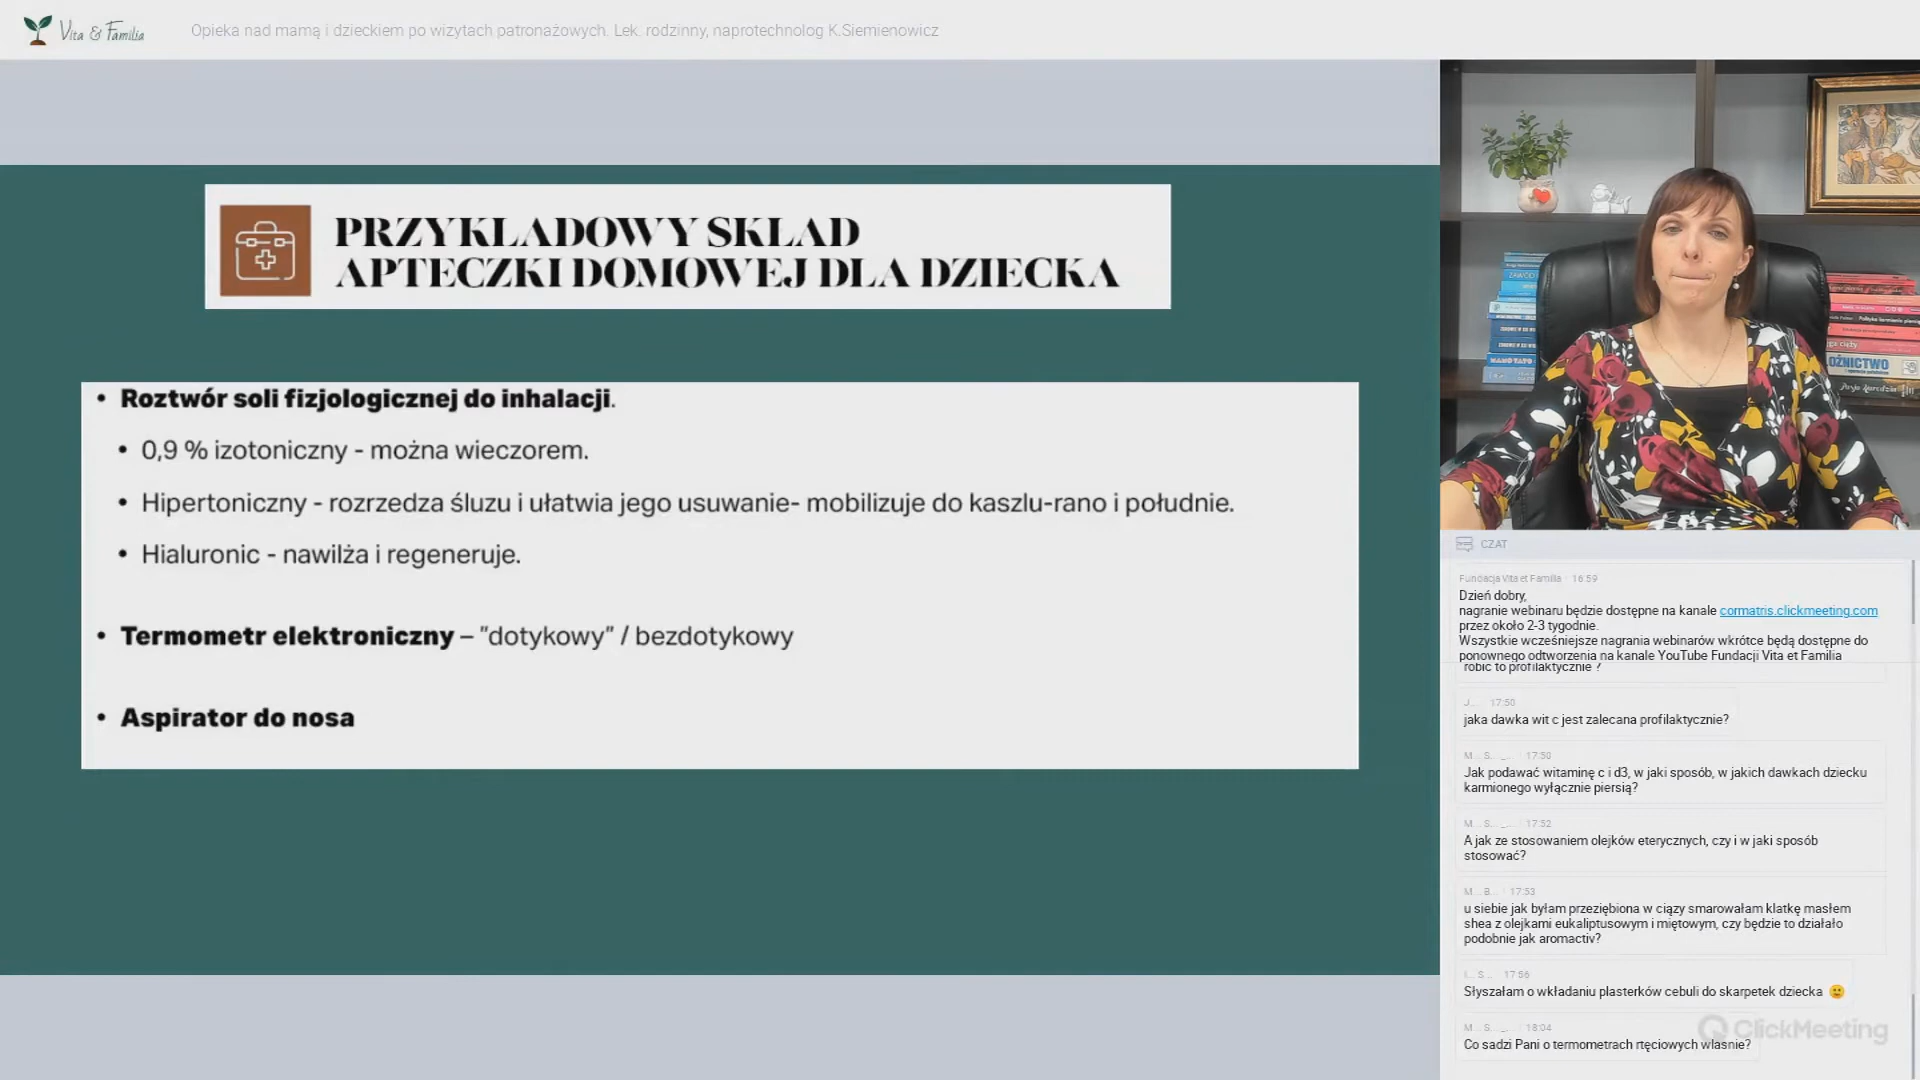 Vita & Familia
Opieka nad mamą i dzieckiem po wizytach patronażowych. Lek. rodzinny, naprotechnolog K.Siemienowicz
PRZYKLADOWY SKLAD
APTECZKI DOMOWEJ DLA DZIECKA
• Roztwór soli fizjologicznej do inhalacji.
• 0,9 % izotoniczny - można wieczorem.
• Hipertoniczny - rozrzedza śluzu i ułatwia jego usuwanie- mobilizuje do kaszlu-rano i południe.
• Hialuronic - nawilża i regeneruje.
• Termometr elektroniczny – "dotykowy" / bezdotykowy
• Aspirator do nosa
OŹNICTWO
CZAT
Fundacja Vita et Familia · 16:59
Dzień dobry,
nagranie webinaru będzie dostępne na kanale cormatris.clickmeeting.com
przez około 2-3 tygodnie.
Wszystkie wcześniejsze nagrania webinarów wkrótce będą dostępne do
ponownego odtworzenia na kanale YouTube Fundacji Vita et Familia
robić to profilaktycznie ?
J... · 17:50
jaka dawka wit c jest zalecana profilaktycznie?
M... S... _... · 17:50
Jak podawać witaminę c i d3, w jaki sposób, w jakich dawkach dziecku
karmionego wyłącznie piersią?
M... S... _... · 17:52
A jak ze stosowaniem olejków eterycznych, czy i w jaki sposób
stosować?
M... B... · 17:53
u siebie jak byłam przeziębiona w ciązy smarowałam klatkę masłem
shea z olejkami eukaliptusowym i miętowym, czy będzie to działało
podobnie jak aromactiv?
I... S... 17:56
Słyszałam o wkładaniu plasterków cebuli do skarpetek dziecka 🙂
M... S... _... · 18:04
Co sadzi Pani o termometrach rtęciowych wlasnie?
ClickMeeting